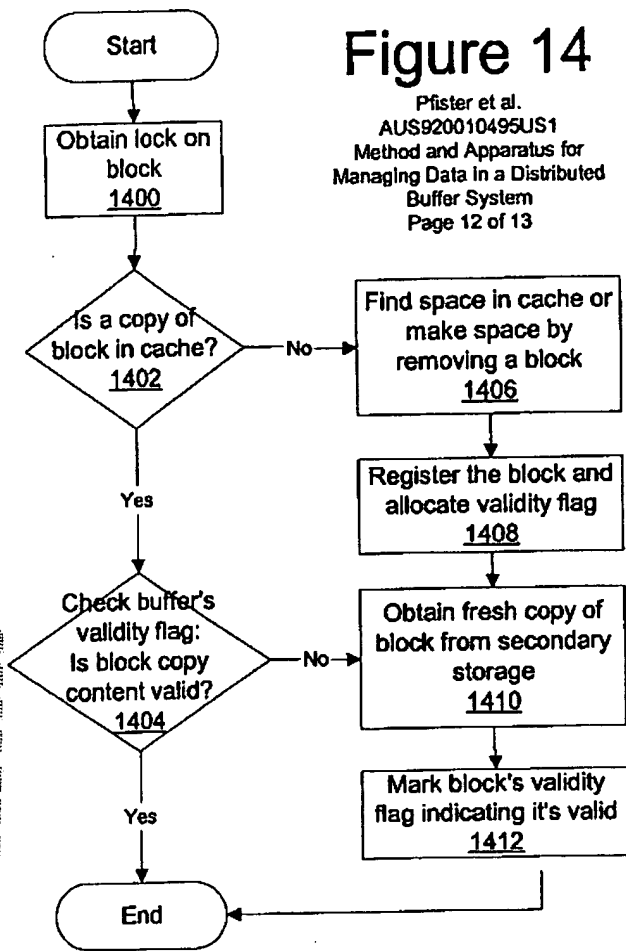 Figure 14
Pfister et al.
AUS920010495US1
Method and Apparatus for
Managing Data in a Distributed
Buffer System
Page 12 of 13
Start
Obtain lock on
block
1400
Is a copy of
block in cache?
1402
No
Yes
Find space in cache or
make space by
removing a block
1406
Register the block and
allocate validity flag
1408
Check buffer's
validity flag:
Is block copy
content valid?
1404
No
Yes
Obtain fresh copy of
block from secondary
storage
1410
Mark block's validity
flag indicating it's valid
1412
End